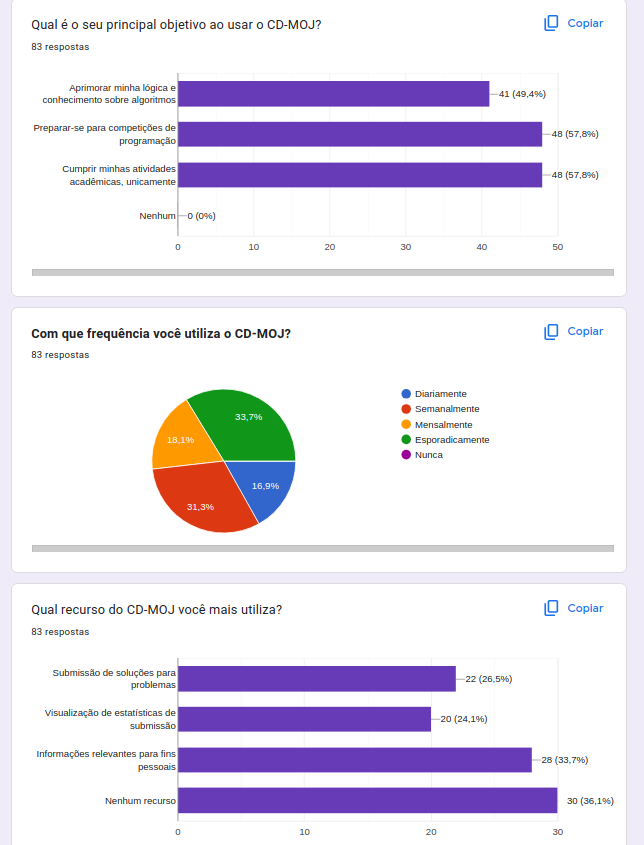 Qual é o seu principal objetivo ao usar o CD-MOJ?
Copiar
83 respostas
Aprimorar minha lógica e
conhecimento sobre algoritmos
41 (49,4%)
Preparar-se para competições de
programação
48 (57,8%)
Cumprir minhas atividades
acadêmicas, unicamente
48 (57,8%)
Nenhum
0 (0%)
0 10 20 30 40 50
Com que frequência você utiliza o CD-MOJ?
Copiar
83 respostas
33,7%
18,1%
16,9%
31,3%
Diariamente
Semanalmente
Mensalmente
Esporadicamente
Nunca
Qual recurso do CD-MOJ você mais utiliza?
Copiar
83 respostas
Submissão de soluções para
problemas
22 (26,5%)
Visualização de estatísticas de
submissão
20 (24,1%)
Informações relevantes para fins
pessoais
28 (33,7%)
Nenhum recurso
30 (36,1%)
0 10 20 30